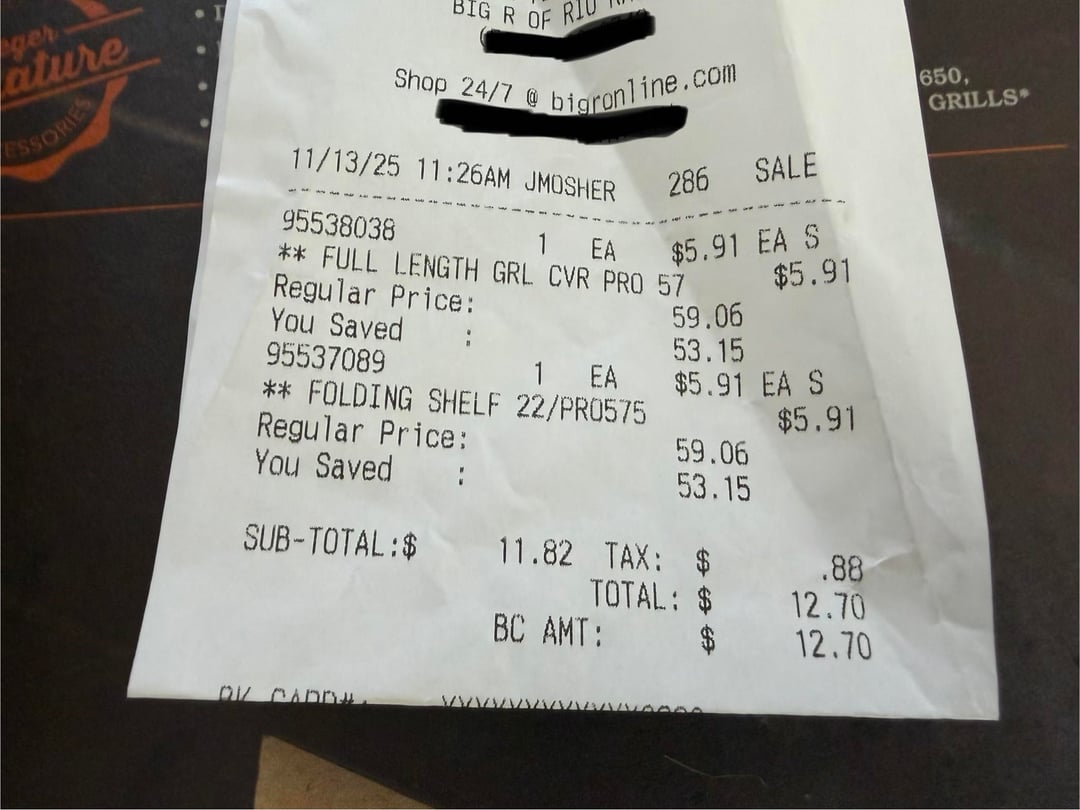 BIG R OF RIO
Shop 24/7 @ bigronline.com
11/13/25 11:26AM JMOSHER 286 SALE
95538038 1 EA $5.91 EA S
** FULL LENGTH GRL CVR PRO 57 $5.91
Regular Price: 59.06
You Saved : 53.15
95537089 1 EA $5.91 EA S
** FOLDING SHELF 22/PRO575 $5.91
Regular Price: 59.06
You Saved : 53.15
SUB-TOTAL:$ 11.82 TAX: $ .88
TOTAL: $ 12.70
BC AMT: $ 12.70
650,
GRILLS*